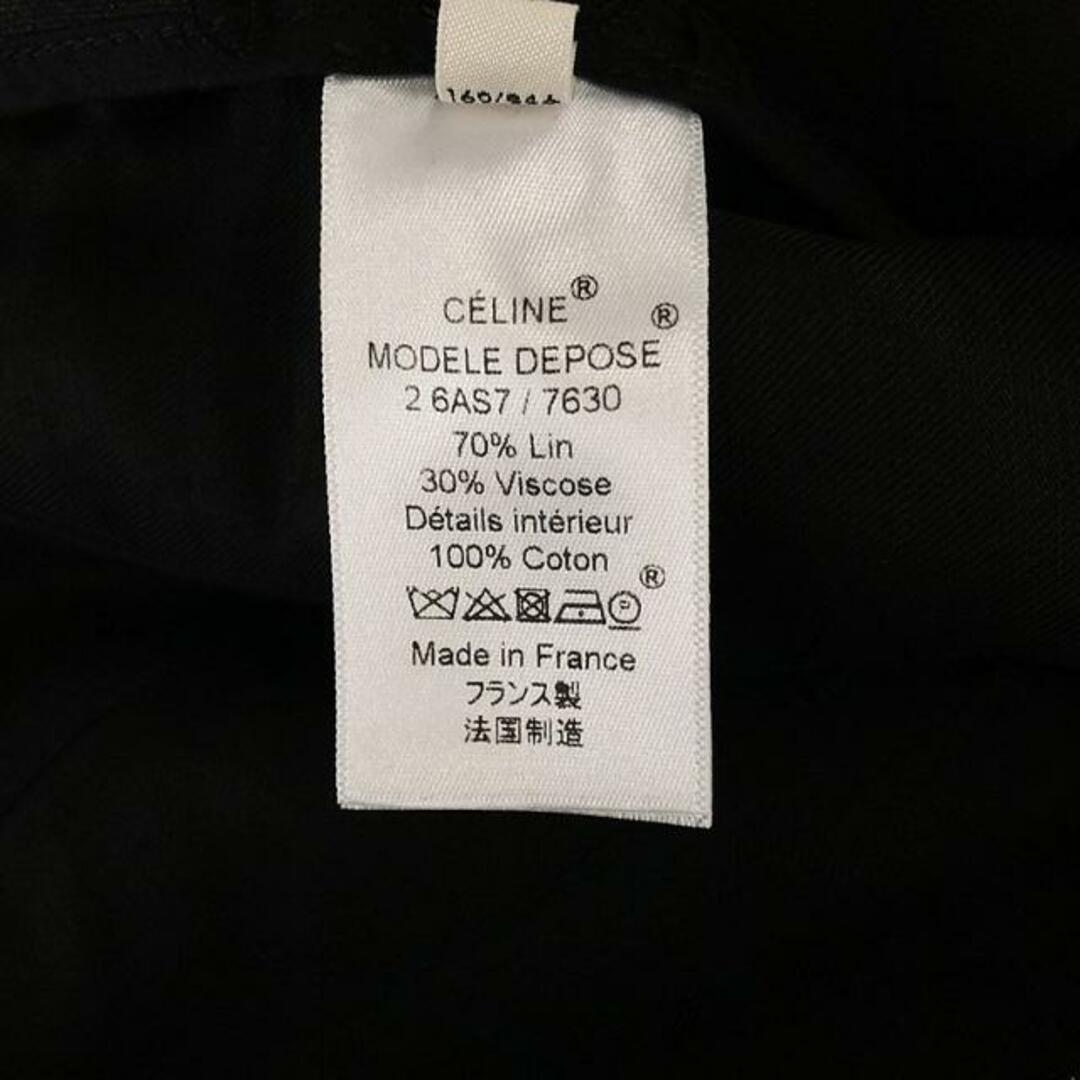 CÉLINE®
®
MODELE DEPOSE
2 6AS7 / 7630
70% Lin
30% Viscose
Détails intérieur
100% Coton
®
P
Made in France
フランス製
法国制造